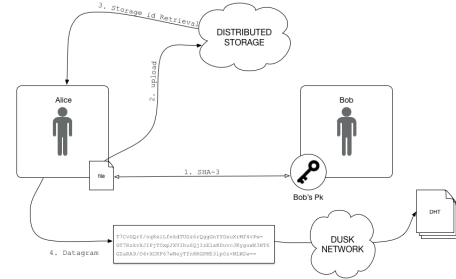 3. Storage id Retrieval
DISTRIBUTED
STORAGE
2. upload
Alice
Bob
file
1. SHA-3
Bob's Pk
4. Datagram
DUSK
NETWORK
DHT